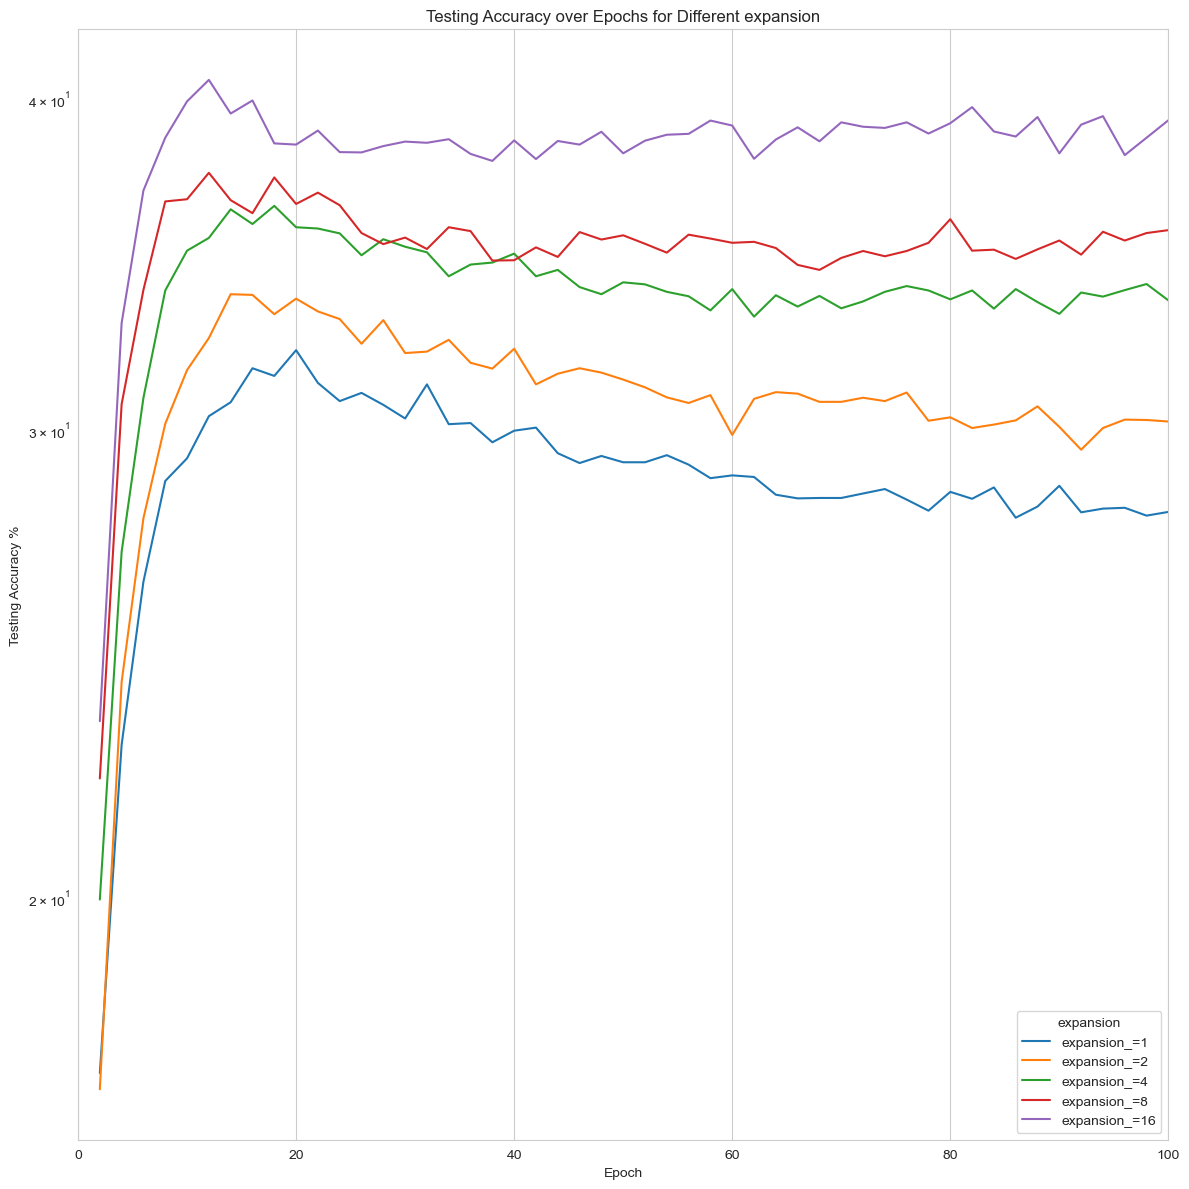 Testing Accuracy over Epochs for Different expansion
4 × 10¹
3 × 10¹
2 × 10¹
Testing Accuracy %
0 20 40 60 80 100
Epoch
expansion
expansion_=1
expansion_=2
expansion_=4
expansion_=8
expansion_=16